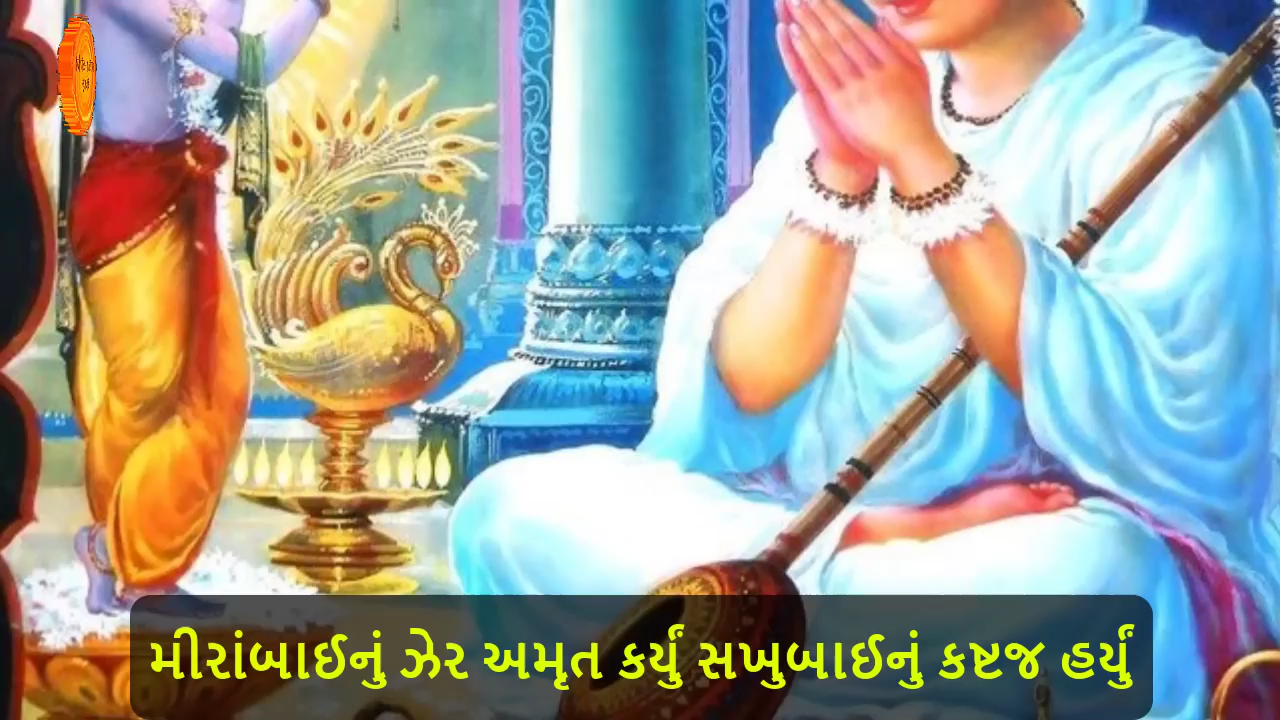 મીરાંબાઈનું ઝેર અમૃત કર્યું સખુબાઈનું કષ્ટજ હર્યું